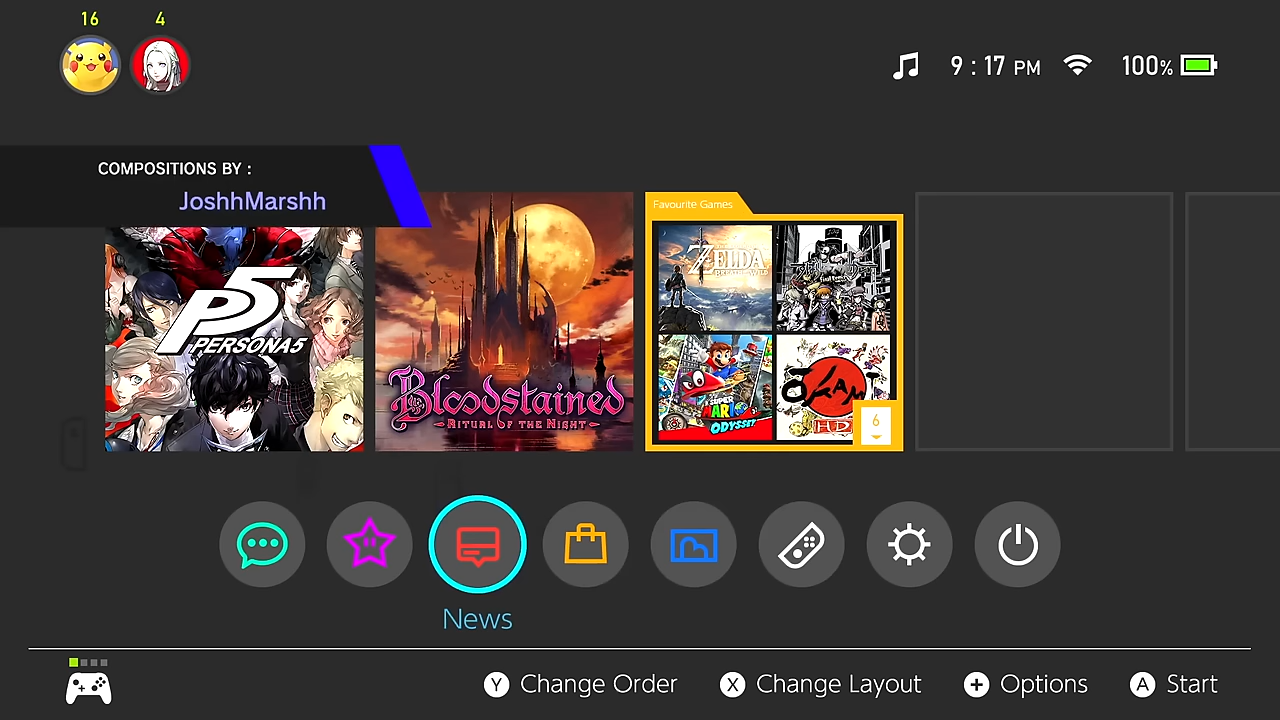 16
4
9 : 17 PM
100%
COMPOSITIONS BY :
JoshhMarshh
P5
PERSONA5
Bloodstained
RITUAL OF THE NIGHT
Favourite Games
ZELDA
SUPER
MARIO
ODYSSEY
HD
6
News
Y Change Order
X Change Layout
+ Options
A Start